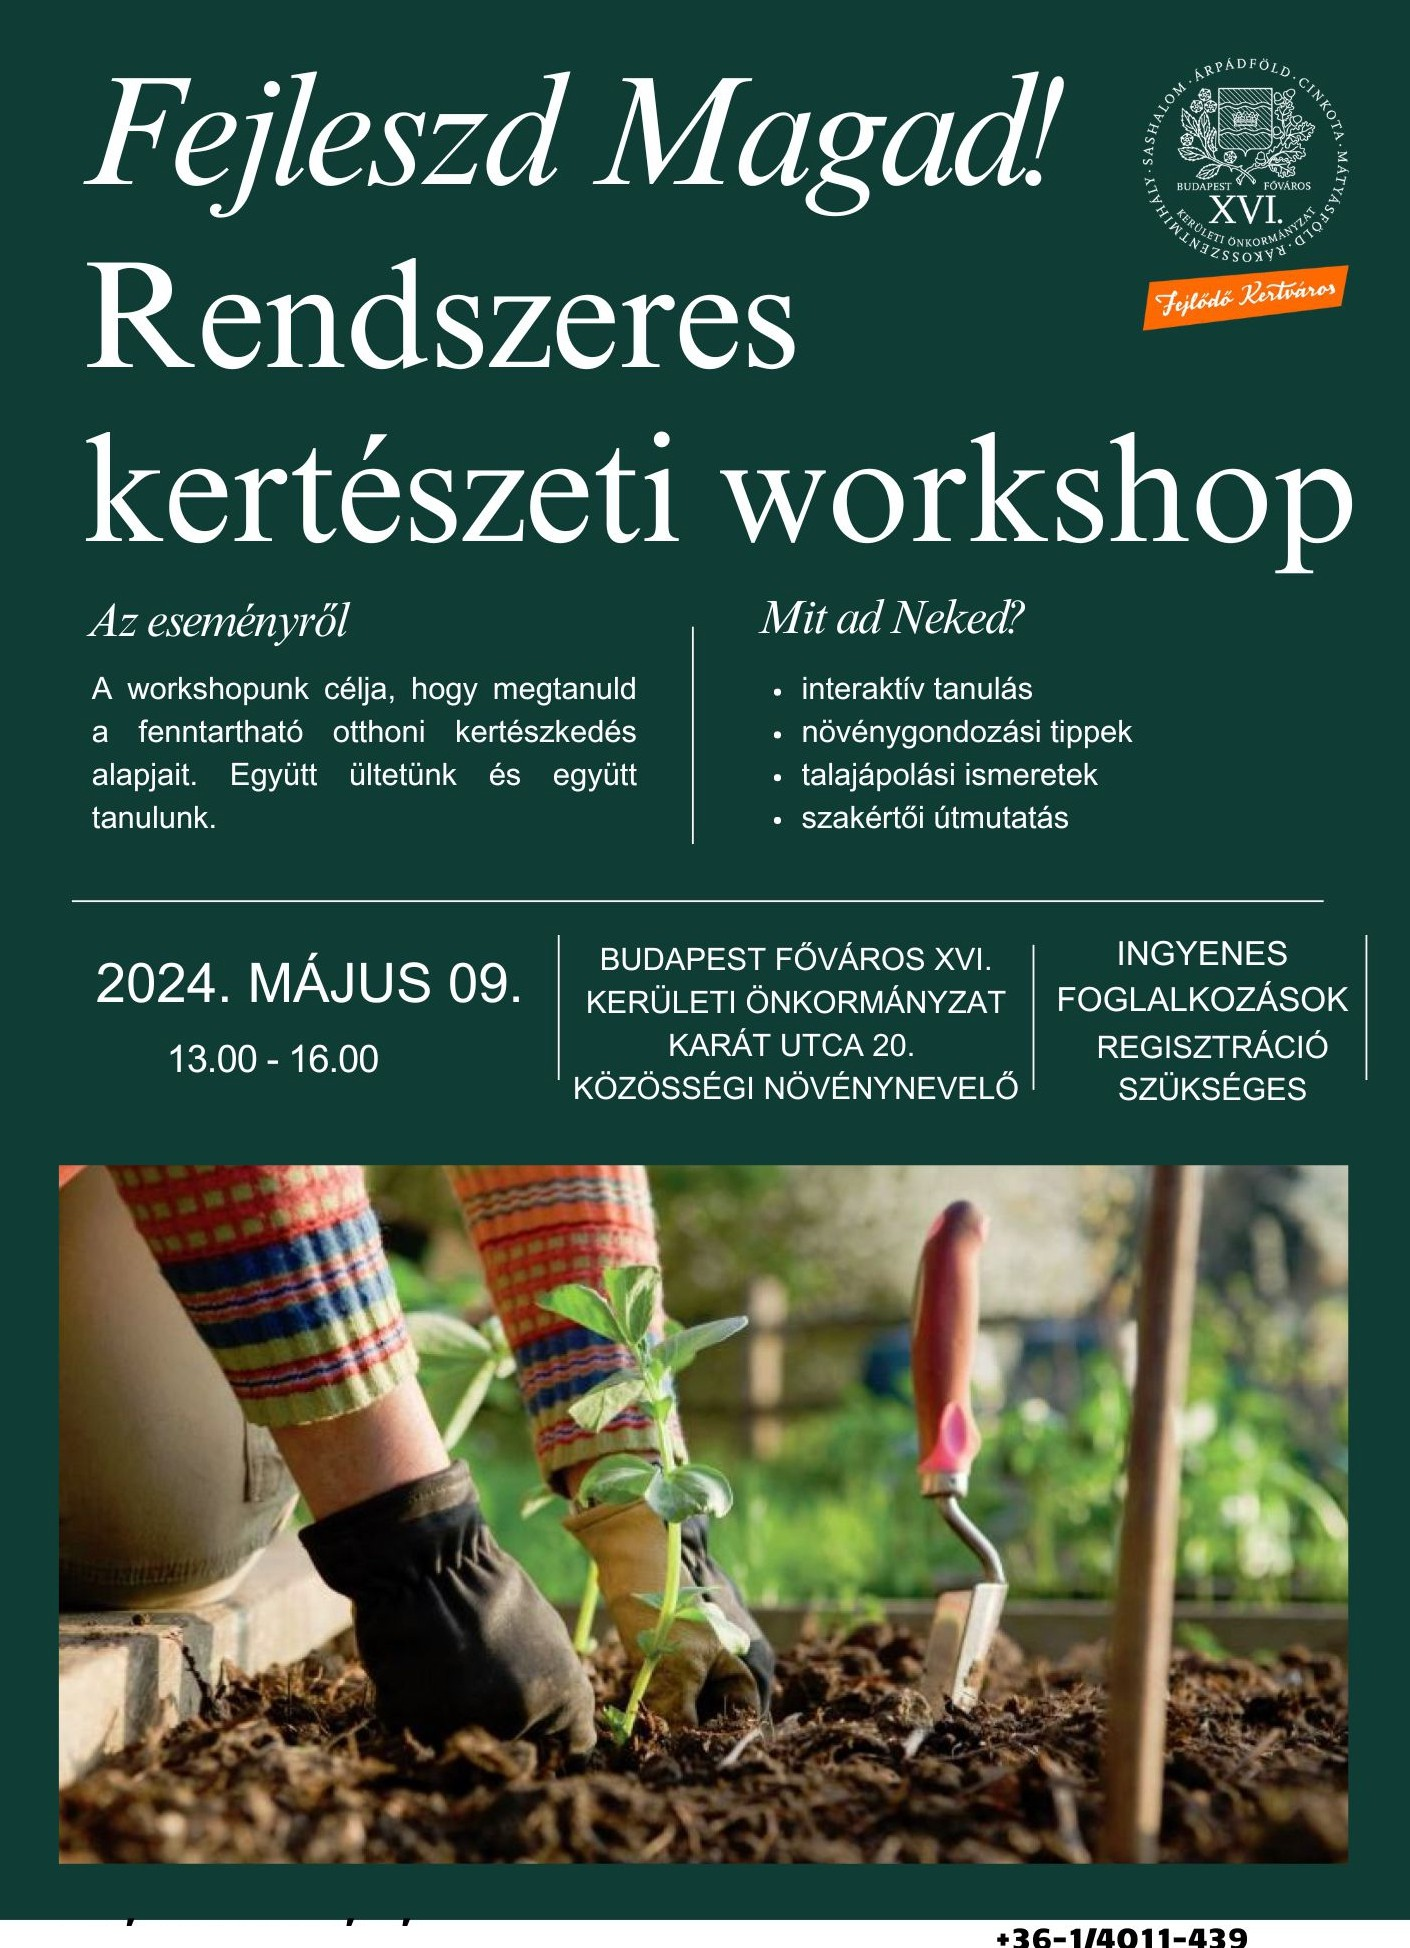 Fejleszd Magad!
Rendszeres
kertészeti workshop
SASHALOM · ÁRPÁDFÖLD · CINKOTA · MÁTYÁSFÖLD · RÁKOSSZENTMIHÁLY
BUDAPEST FŐVÁROS
XVI.
KERÜLETI ÖNKORMÁNYZAT
Fejlődő Kertváros
Az eseményről
A workshopunk célja, hogy megtanuld
a fenntartható otthoni kertészkedés
alapjait. Együtt ültetünk és együtt
tanulunk.
Mit ad Neked?
• interaktív tanulás
• növénygondozási tippek
• talajápolási ismeretek
• szakértői útmutatás
2024. MÁJUS 09.
13.00 - 16.00
BUDAPEST FŐVÁROS XVI.
KERÜLETI ÖNKORMÁNYZAT
KARÁT UTCA 20.
KÖZÖSSÉGI NÖVÉNYNEVELŐ
INGYENES
FOGLALKOZÁSOK
REGISZTRÁCIÓ
SZÜKSÉGES
+36-1/4011-439